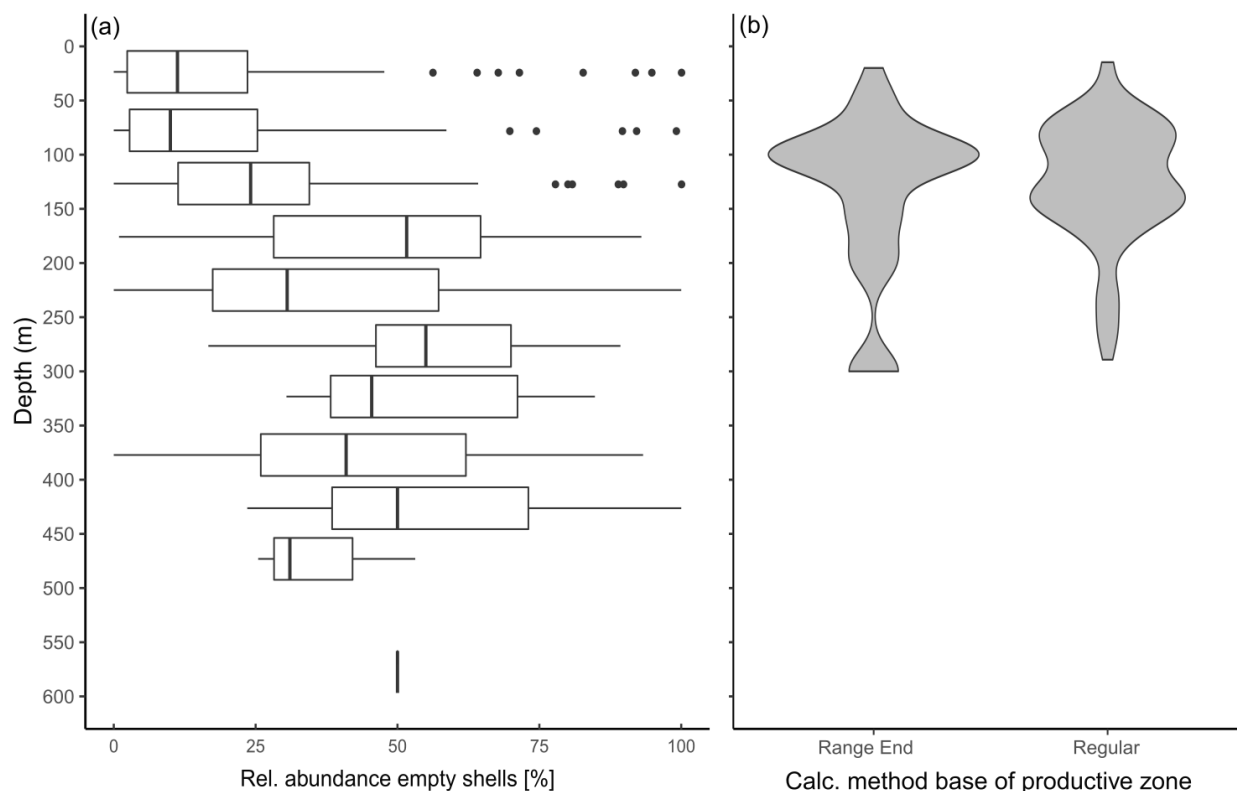 (a)
(b)
Depth (m)
0
50
100
150
200
250
300
350
400
450
500
550
600
0 25 50 75 100
Rel. abundance empty shells [%]
Range End Regular
Calc. method base of productive zone